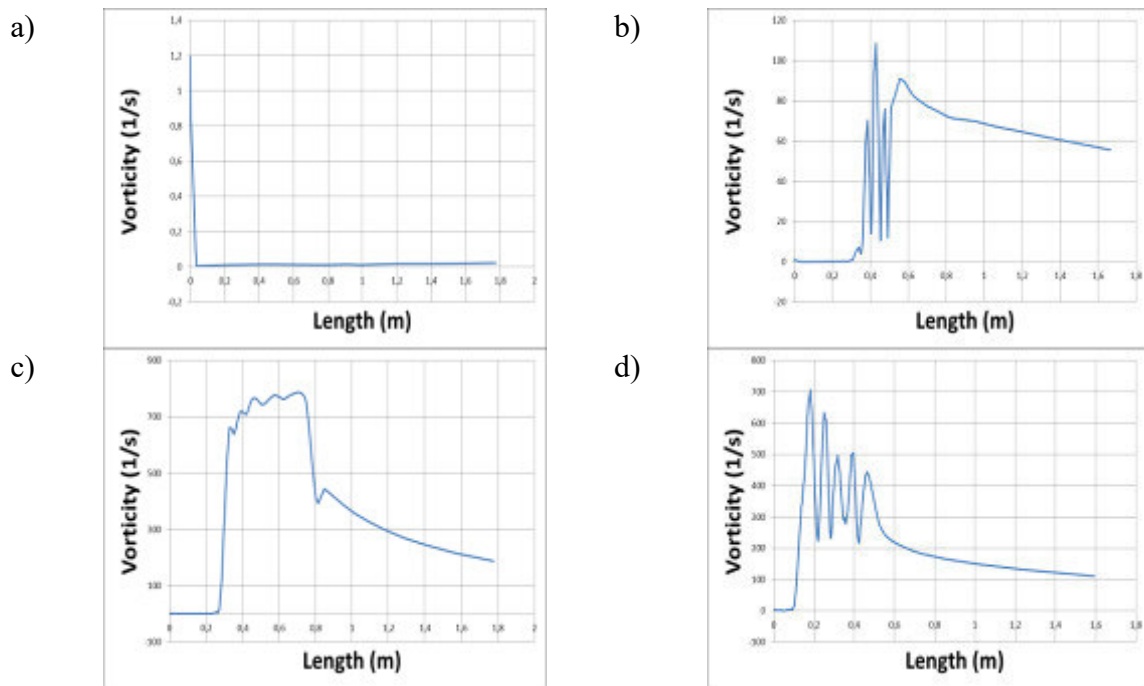 a)
1,4
1,2
1
0,8
0,6
0,4
0,2
0
-0,2
0 0,2 0,4 0,6 0,8 1 1,2 1,4 1,6 1,8 2
Vorticity (1/s)
Length (m)
b)
120
100
80
60
40
20
0
-20
0 0,2 0,4 0,6 0,8 1 1,2 1,4 1,6 1,8
Vorticity (1/s)
Length (m)
c)
900
700
500
300
100
-100
0 0,2 0,4 0,6 0,8 1 1,2 1,4 1,6 1,8 2
Vorticity (1/s)
Length (m)
d)
800
700
600
500
400
300
200
100
0
-100
0 0,2 0,4 0,6 0,8 1 1,2 1,4 1,6 1,8
Vorticity (1/s)
Length (m)